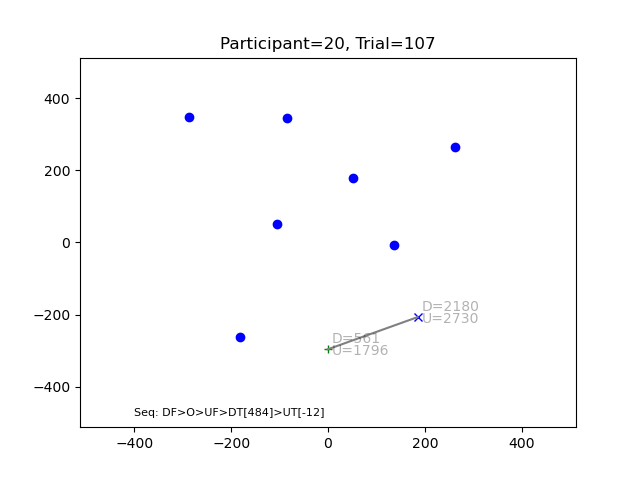 Participant=20, Trial=107
400
200
0
−200
−400
D=2180
U=2730
D=561
U=1796
Seq: DF>O>UF>DT[484]>UT[-12]
−400
−200
0
200
400